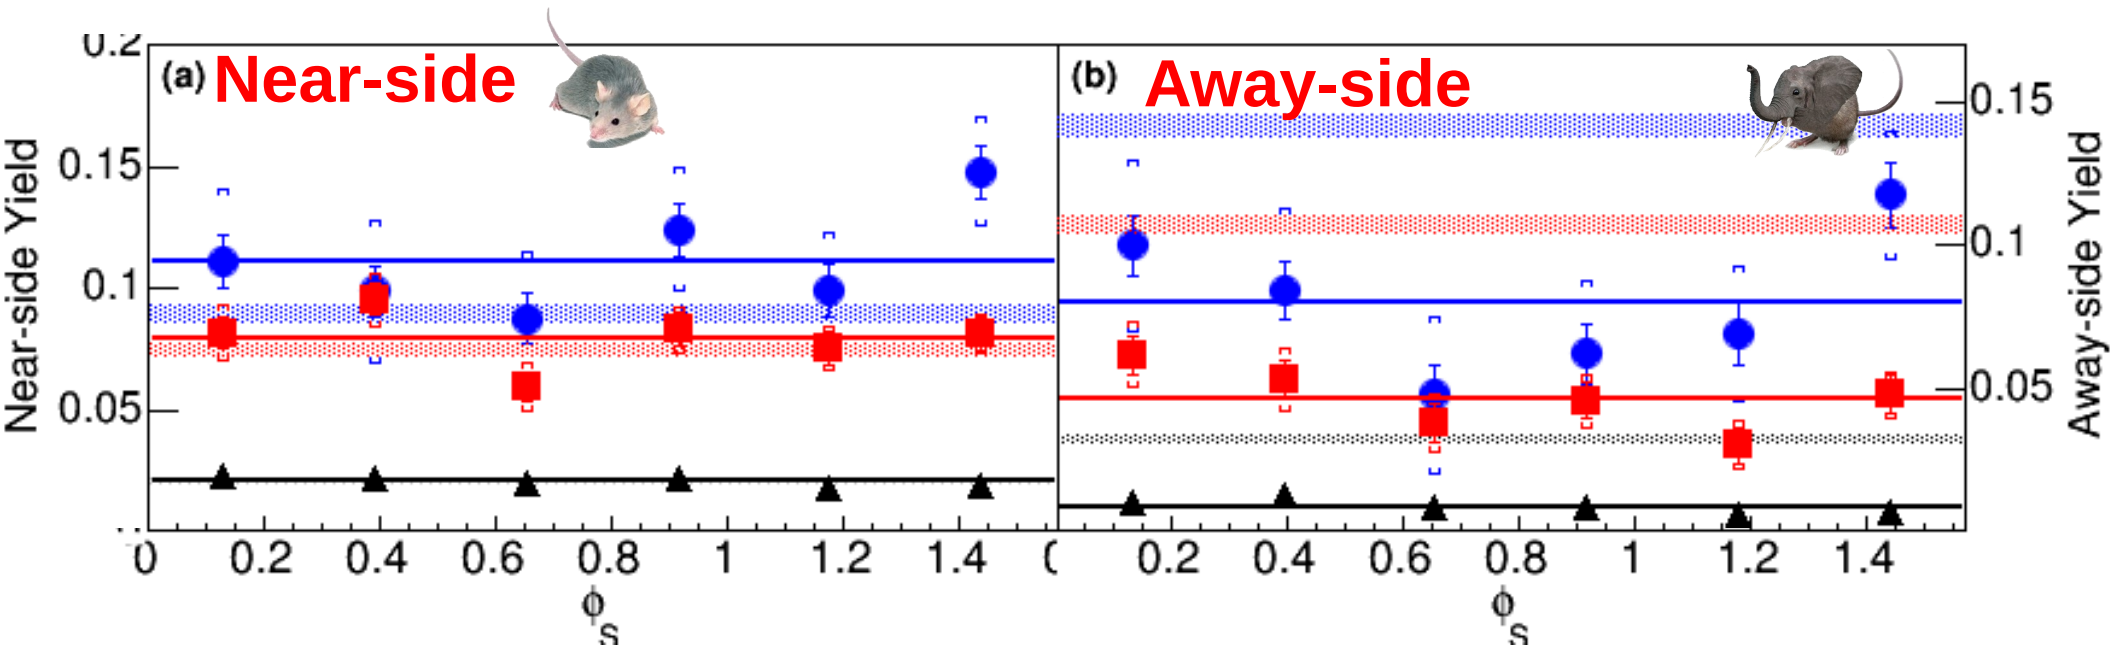 (a) Near-side
(b) Away-side
Near-side Yield
0.2
0.15
0.1
0.05
0 0.2 0.4 0.6 0.8 1 1.2 1.4
ϕs
0.2 0.4 0.6 0.8 1 1.2 1.4
ϕs
0.15
0.1
0.05
Away-side Yield